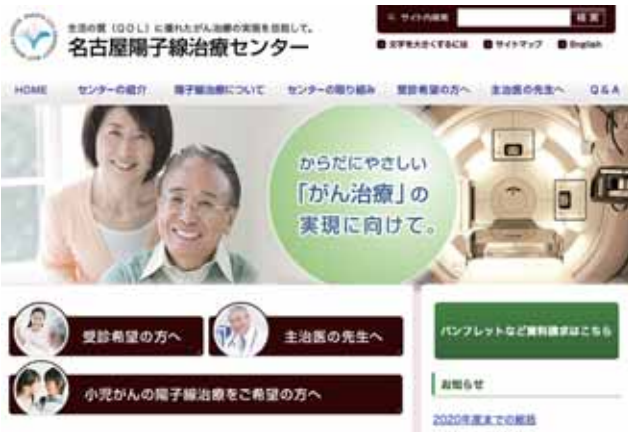 生活の質(QOL)に優れたがん治療の実現を目指して。
名古屋陽子線治療センター
サイト内検索
検索
文字を大きくするには
サイトマップ
English
HOME
センターの紹介
陽子線治療について
センターの取り組み
受診希望の方へ
主治医の先生へ
Q&A
からだにやさしい
「がん治療」の
実現に向けて。
受診希望の方へ
主治医の先生へ
小児がんの陽子線治療をご希望の方へ
パンフレットなど資料請求はこちら
お知らせ
2020年度までの総括